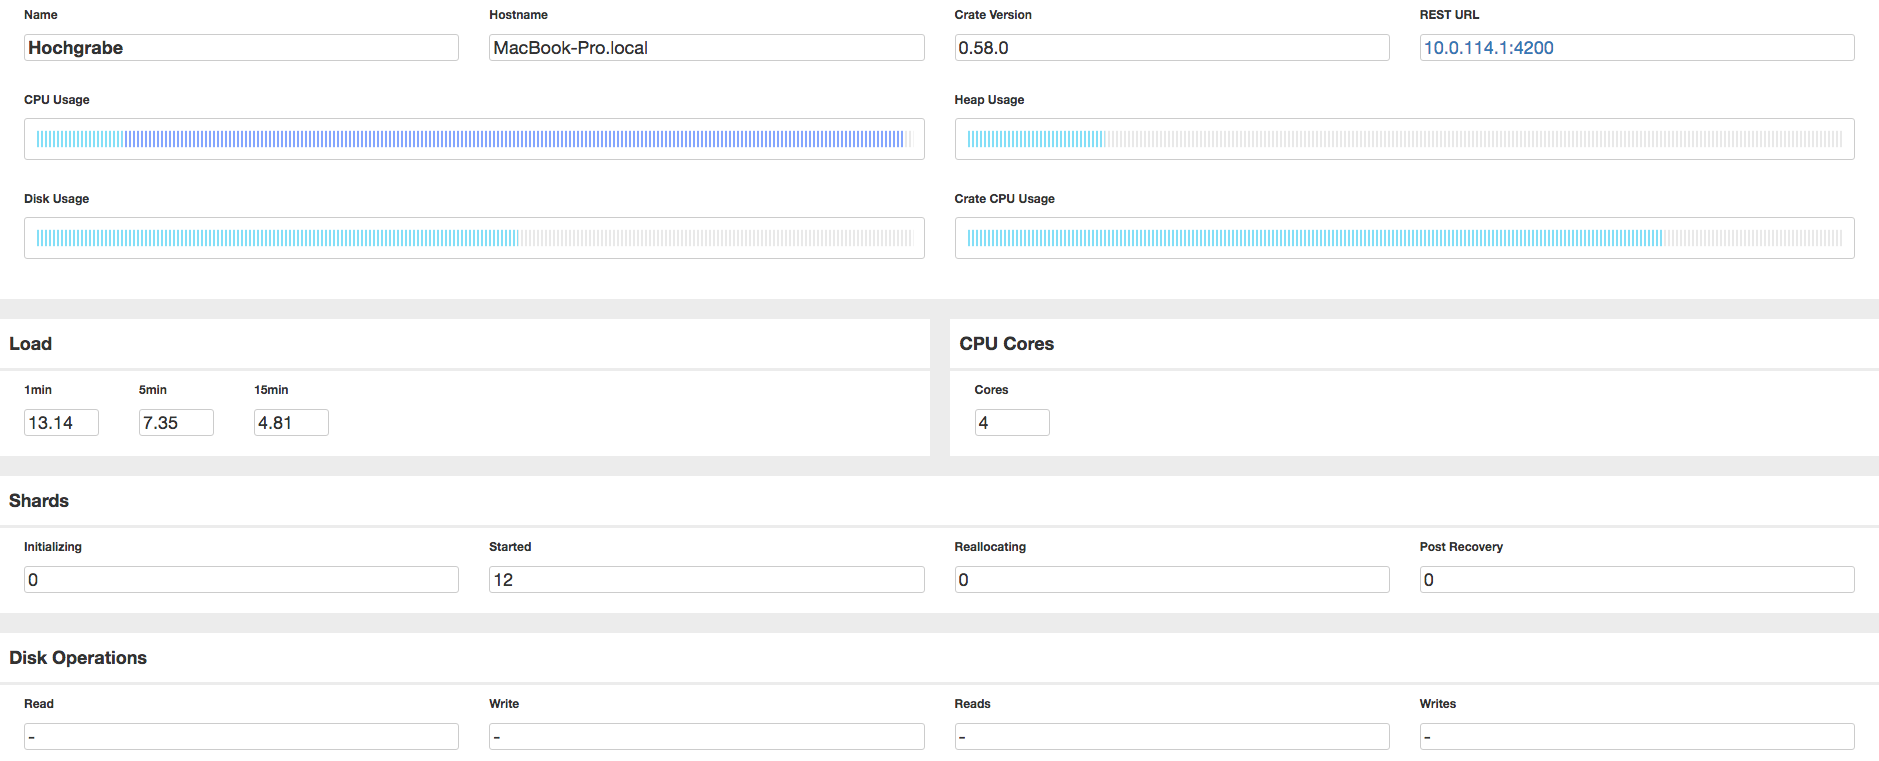 Name Hostname Crate Version REST URL
Hochgrabe MacBook-Pro.local 0.58.0 10.0.114.1:4200
CPU Usage Heap Usage
Disk Usage Crate CPU Usage
Load CPU Cores
1min 5min 15min Cores
13.14 7.35 4.81 4
Shards
Initializing Started Reallocating Post Recovery
0 12 0 0
Disk Operations
Read Write Reads Writes
- - - -